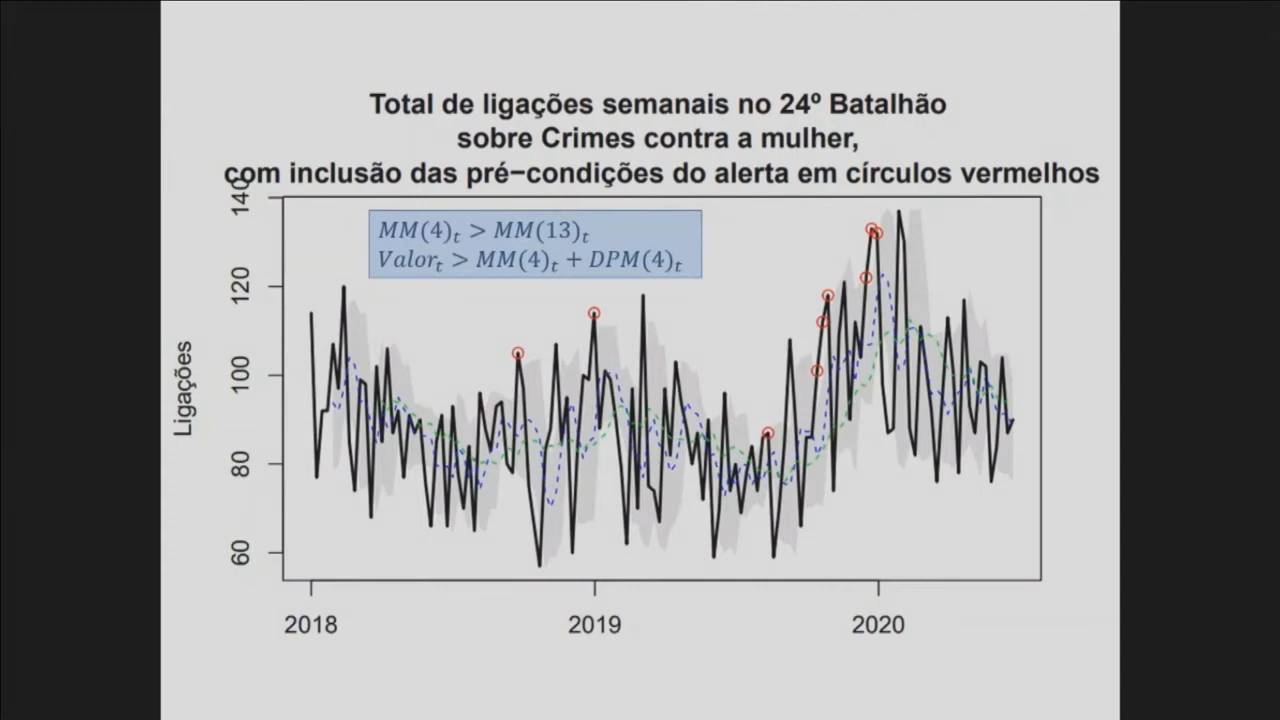 Total de ligações semanais no 24º Batalhão
sobre Crimes contra a mulher,
com inclusão das pré−condições do alerta em círculos vermelhos
MM(4)t > MM(13)t
Valort > MM(4)t + DPM(4)t
Ligações
140
120
100
80
60
2018 2019 2020